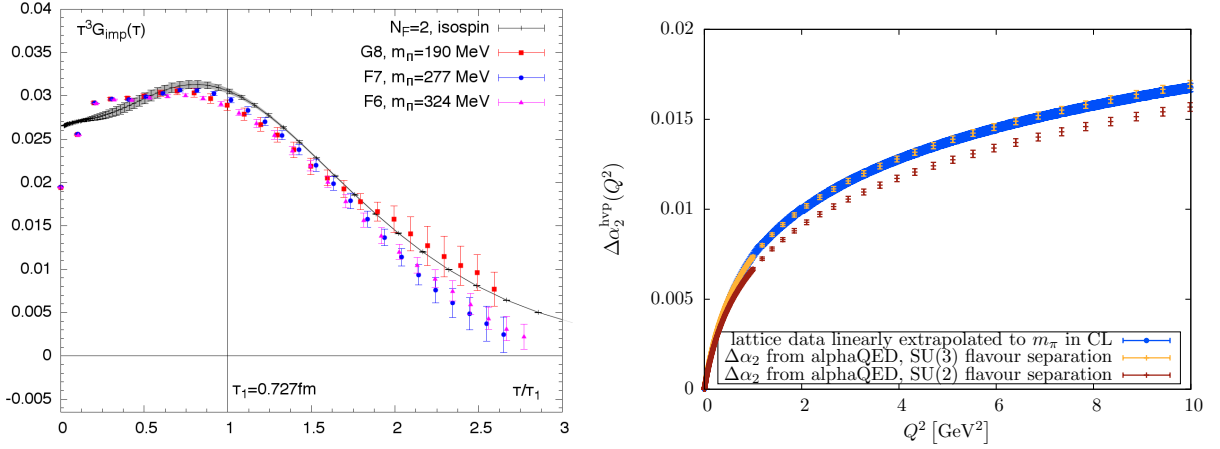 τ³G_imp(τ)
N_F=2, isospin
G8, m_π=190 MeV
F7, m_π=277 MeV
F6, m_π=324 MeV
0.04
0.035
0.03
0.025
0.02
0.015
0.01
0.005
0
-0.005
τ₁=0.727fm
τ/τ₁
0 0.5 1 1.5 2 2.5 3
0.02
0.015
0.01
0.005
0
Δα₂^hvp(Q²)
lattice data linearly extrapolated to m_π in CL
Δα₂ from alphaQED, SU(3) flavour separation
Δα₂ from alphaQED, SU(2) flavour separation
0 2 4 6 8 10
Q² [GeV²]